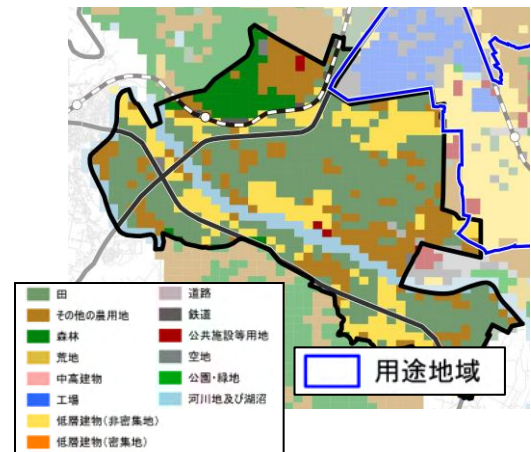 田
その他の農用地
森林
荒地
中高建物
工場
低層建物(非密集地)
低層建物(密集地)
道路
鉄道
公共施設等用地
空地
公園・緑地
河川地及び湖沼
用途地域